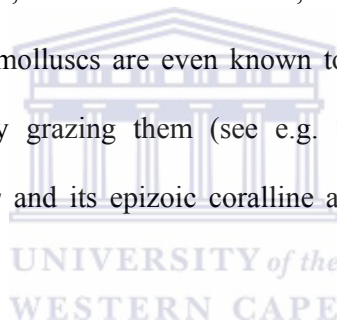 molluscs are even known to
y grazing them (see e.g.
and its epizoic coralline a
UNIVERSITY of the
WESTERN CAPE